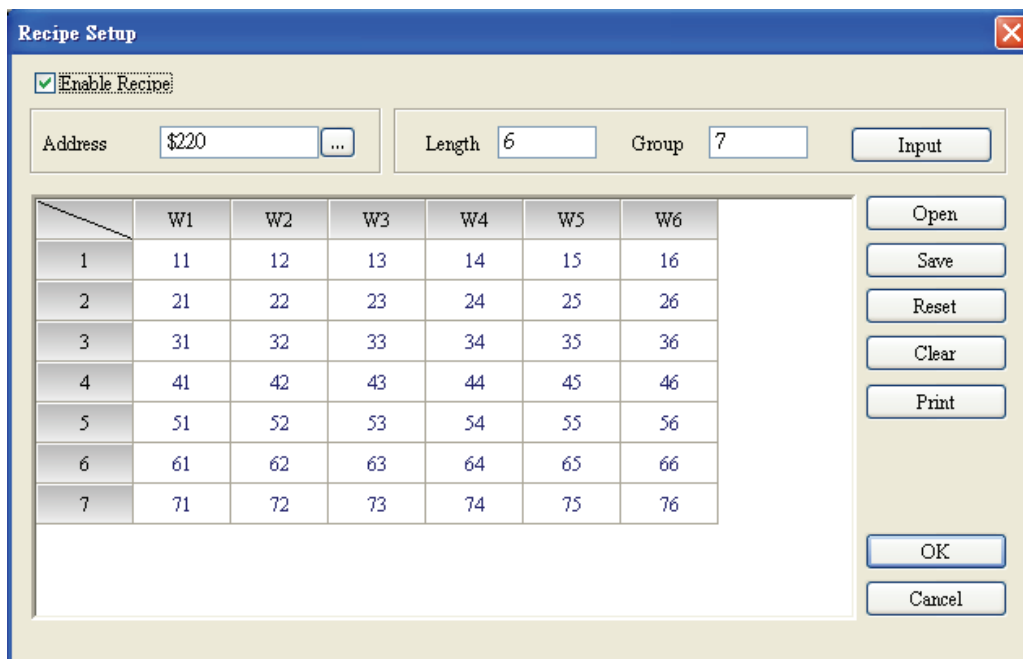 Recipe Setup
Enable Recipe
Address $220 ... Length 6 Group 7 Input
W1 W2 W3 W4 W5 W6
1 11 12 13 14 15 16
2 21 22 23 24 25 26
3 31 32 33 34 35 36
4 41 42 43 44 45 46
5 51 52 53 54 55 56
6 61 62 63 64 65 66
7 71 72 73 74 75 76
Open
Save
Reset
Clear
Print
OK
Cancel